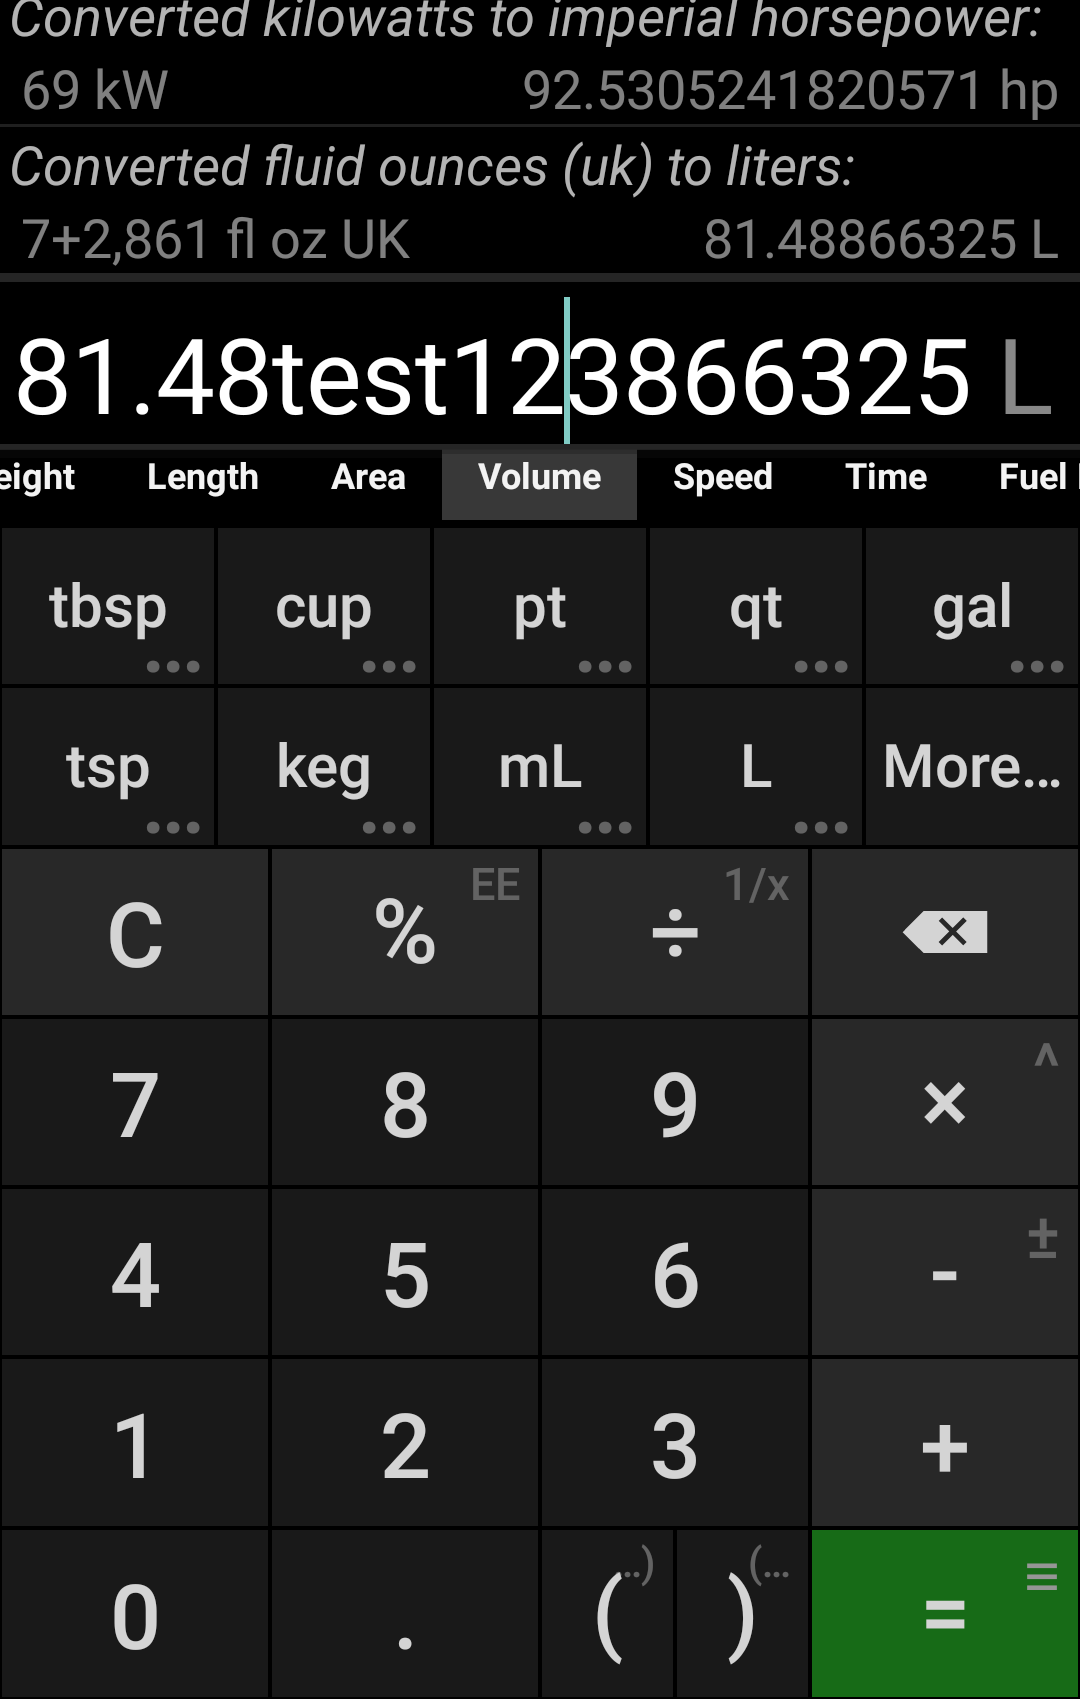 Converted kilowatts to imperial horsepower:
69 kW 92.5305241820571 hp
Converted fluid ounces (uk) to liters:
7+2,861 fl oz UK 81.48866325 L
81.48test123866325 L
eight Length Area Volume Speed Time Fuel
tbsp cup pt qt gal
tsp keg mL L More...
C % EE ÷ 1/x
7 8 9 × ^
4 5 6 - ±
1 2 3 + 
0 . ( ..) ) (... =